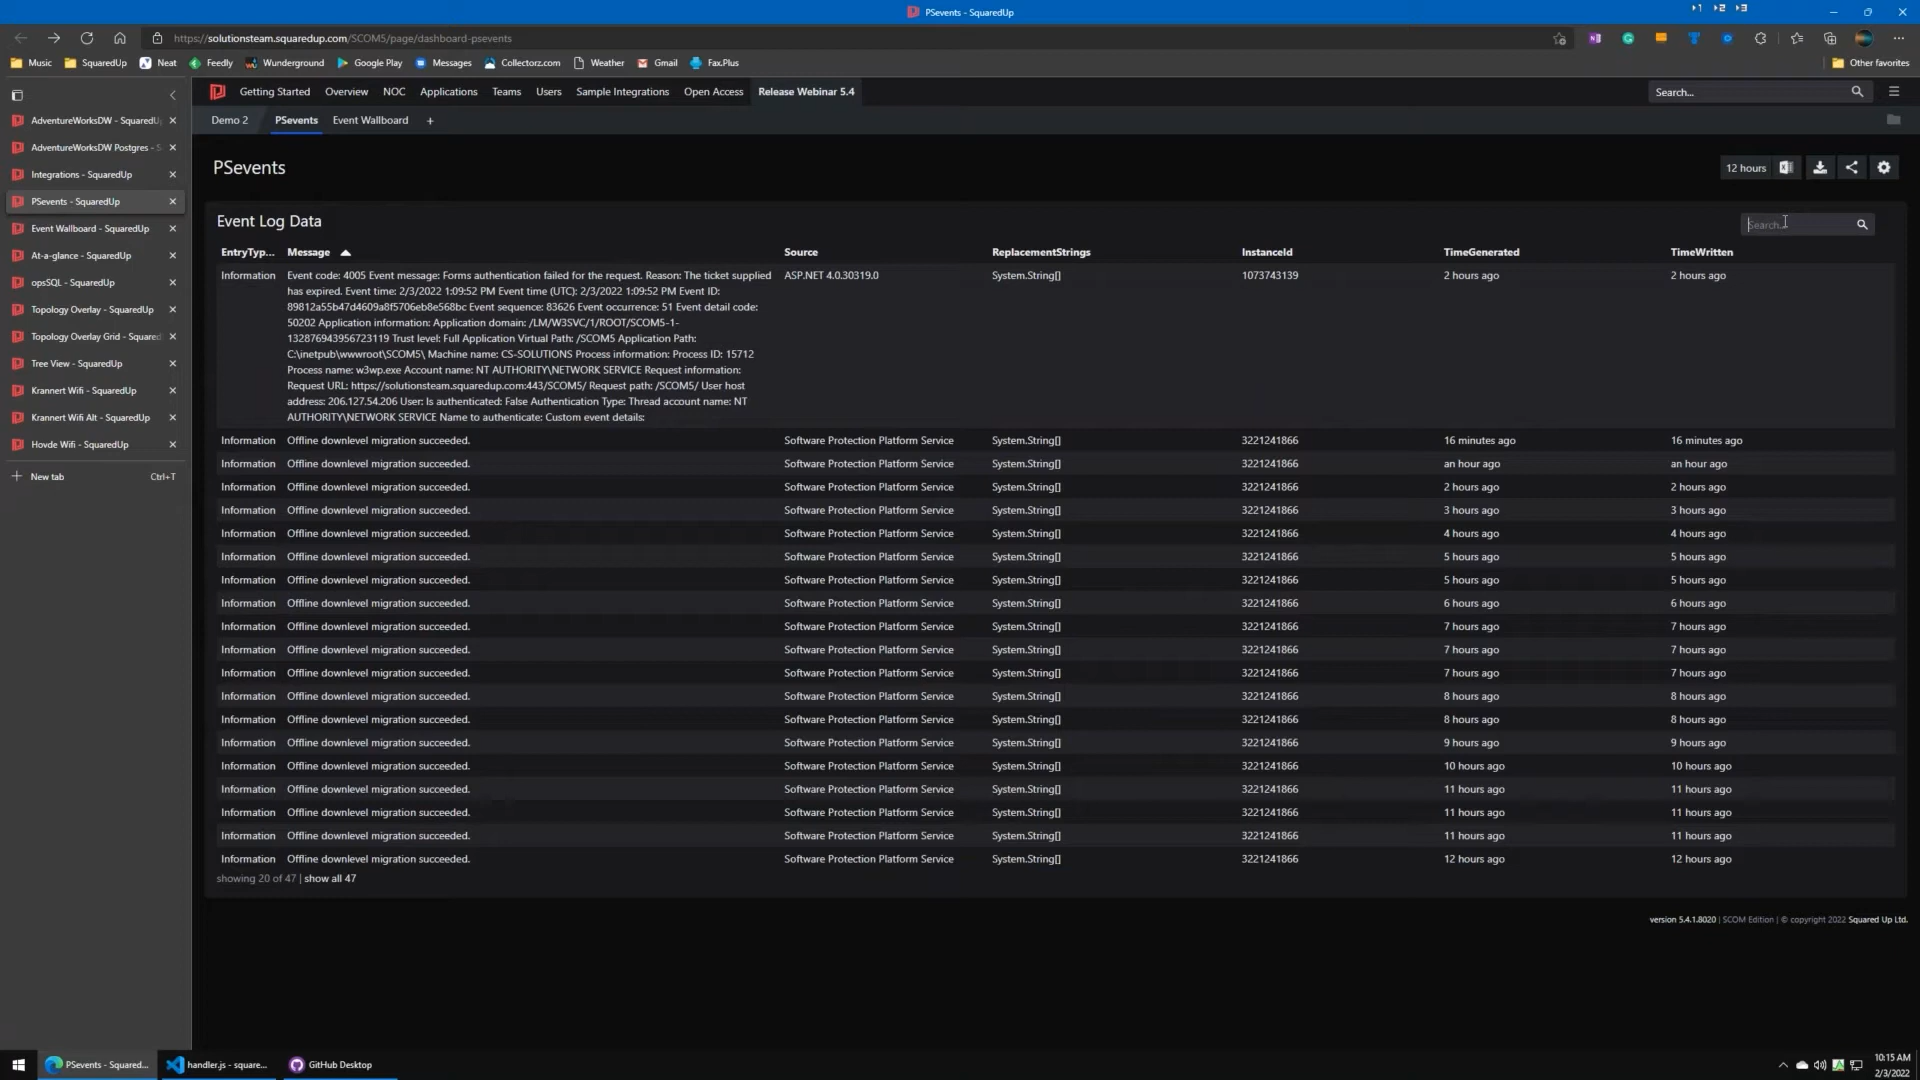 PSevents - SquaredUp
https://solutionsteam.squaredup.com/SCOM5/page/dashboard-psevents
Music SquaredUp Neat Feedly Wunderground Google Play Messages Collectorz.com Weather Gmail Fax.Plus Other favorites
AdventureWorksDW - SquaredU
AdventureWorksDW Postgres - S
Integrations - SquaredUp
PSevents - SquaredUp
Event Wallboard - SquaredUp
At-a-glance - SquaredUp
opsSQL - SquaredUp
Topology Overlay - SquaredUp
Topology Overlay Grid - Squared
Tree View - SquaredUp
Krannert Wifi - SquaredUp
Krannert Wifi Alt - SquaredUp
Hovde Wifi - SquaredUp
New tab Ctrl+T
Getting Started Overview NOC Applications Teams Users Sample Integrations Open Access Release Webinar 5.4 Search...
Demo 2 PSevents Event Wallboard +
PSevents 12 hours
Event Log Data Search...
EntryTyp... Message Source ReplacementStrings InstanceId TimeGenerated TimeWritten
Information Event code: 4005 Event message: Forms authentication failed for the request. Reason: The ticket supplied ASP.NET 4.0.30319.0 System.String[] 1073743139 2 hours ago 2 hours ago
has expired. Event time: 2/3/2022 1:09:52 PM Event time (UTC): 2/3/2022 1:09:52 PM Event ID:
89812a55b47d4609a8f5706eb8e568bc Event sequence: 83626 Event occurrence: 51 Event detail code:
50202 Application information: Application domain: /LM/W3SVC/1/ROOT/SCOM5-1-
132876943956723119 Trust level: Full Application Virtual Path: /SCOM5 Application Path:
C:\inetpub\wwwroot\SCOM5\ Machine name: CS-SOLUTIONS Process information: Process ID: 15712
Process name: w3wp.exe Account name: NT AUTHORITY\NETWORK SERVICE Request information:
Request URL: https://solutionsteam.squaredup.com:443/SCOM5/ Request path: /SCOM5/ User host
address: 206.127.54.206 User: Is authenticated: False Authentication Type: Thread account name: NT
AUTHORITY\NETWORK SERVICE Name to authenticate: Custom event details:
Information Offline downlevel migration succeeded. Software Protection Platform Service System.String[] 3221241866 16 minutes ago 16 minutes ago
Information Offline downlevel migration succeeded. Software Protection Platform Service System.String[] 3221241866 an hour ago an hour ago
Information Offline downlevel migration succeeded. Software Protection Platform Service System.String[] 3221241866 2 hours ago 2 hours ago
Information Offline downlevel migration succeeded. Software Protection Platform Service System.String[] 3221241866 3 hours ago 3 hours ago
Information Offline downlevel migration succeeded. Software Protection Platform Service System.String[] 3221241866 4 hours ago 4 hours ago
Information Offline downlevel migration succeeded. Software Protection Platform Service System.String[] 3221241866 5 hours ago 5 hours ago
Information Offline downlevel migration succeeded. Software Protection Platform Service System.String[] 3221241866 5 hours ago 5 hours ago
Information Offline downlevel migration succeeded. Software Protection Platform Service System.String[] 3221241866 6 hours ago 6 hours ago
Information Offline downlevel migration succeeded. Software Protection Platform Service System.String[] 3221241866 7 hours ago 7 hours ago
Information Offline downlevel migration succeeded. Software Protection Platform Service System.String[] 3221241866 7 hours ago 7 hours ago
Information Offline downlevel migration succeeded. Software Protection Platform Service System.String[] 3221241866 7 hours ago 7 hours ago
Information Offline downlevel migration succeeded. Software Protection Platform Service System.String[] 3221241866 8 hours ago 8 hours ago
Information Offline downlevel migration succeeded. Software Protection Platform Service System.String[] 3221241866 8 hours ago 8 hours ago
Information Offline downlevel migration succeeded. Software Protection Platform Service System.String[] 3221241866 9 hours ago 9 hours ago
Information Offline downlevel migration succeeded. Software Protection Platform Service System.String[] 3221241866 10 hours ago 10 hours ago
Information Offline downlevel migration succeeded. Software Protection Platform Service System.String[] 3221241866 11 hours ago 11 hours ago
Information Offline downlevel migration succeeded. Software Protection Platform Service System.String[] 3221241866 11 hours ago 11 hours ago
Information Offline downlevel migration succeeded. Software Protection Platform Service System.String[] 3221241866 11 hours ago 11 hours ago
Information Offline downlevel migration succeeded. Software Protection Platform Service System.String[] 3221241866 12 hours ago 12 hours ago
showing 20 of 47 | show all 47
version 5.4.1.8020 | SCOM Edition | © copyright 2022 Squared Up Ltd.
PSevents - Squared... handler.js - square... GitHub Desktop 10:15 AM
2/3/2022